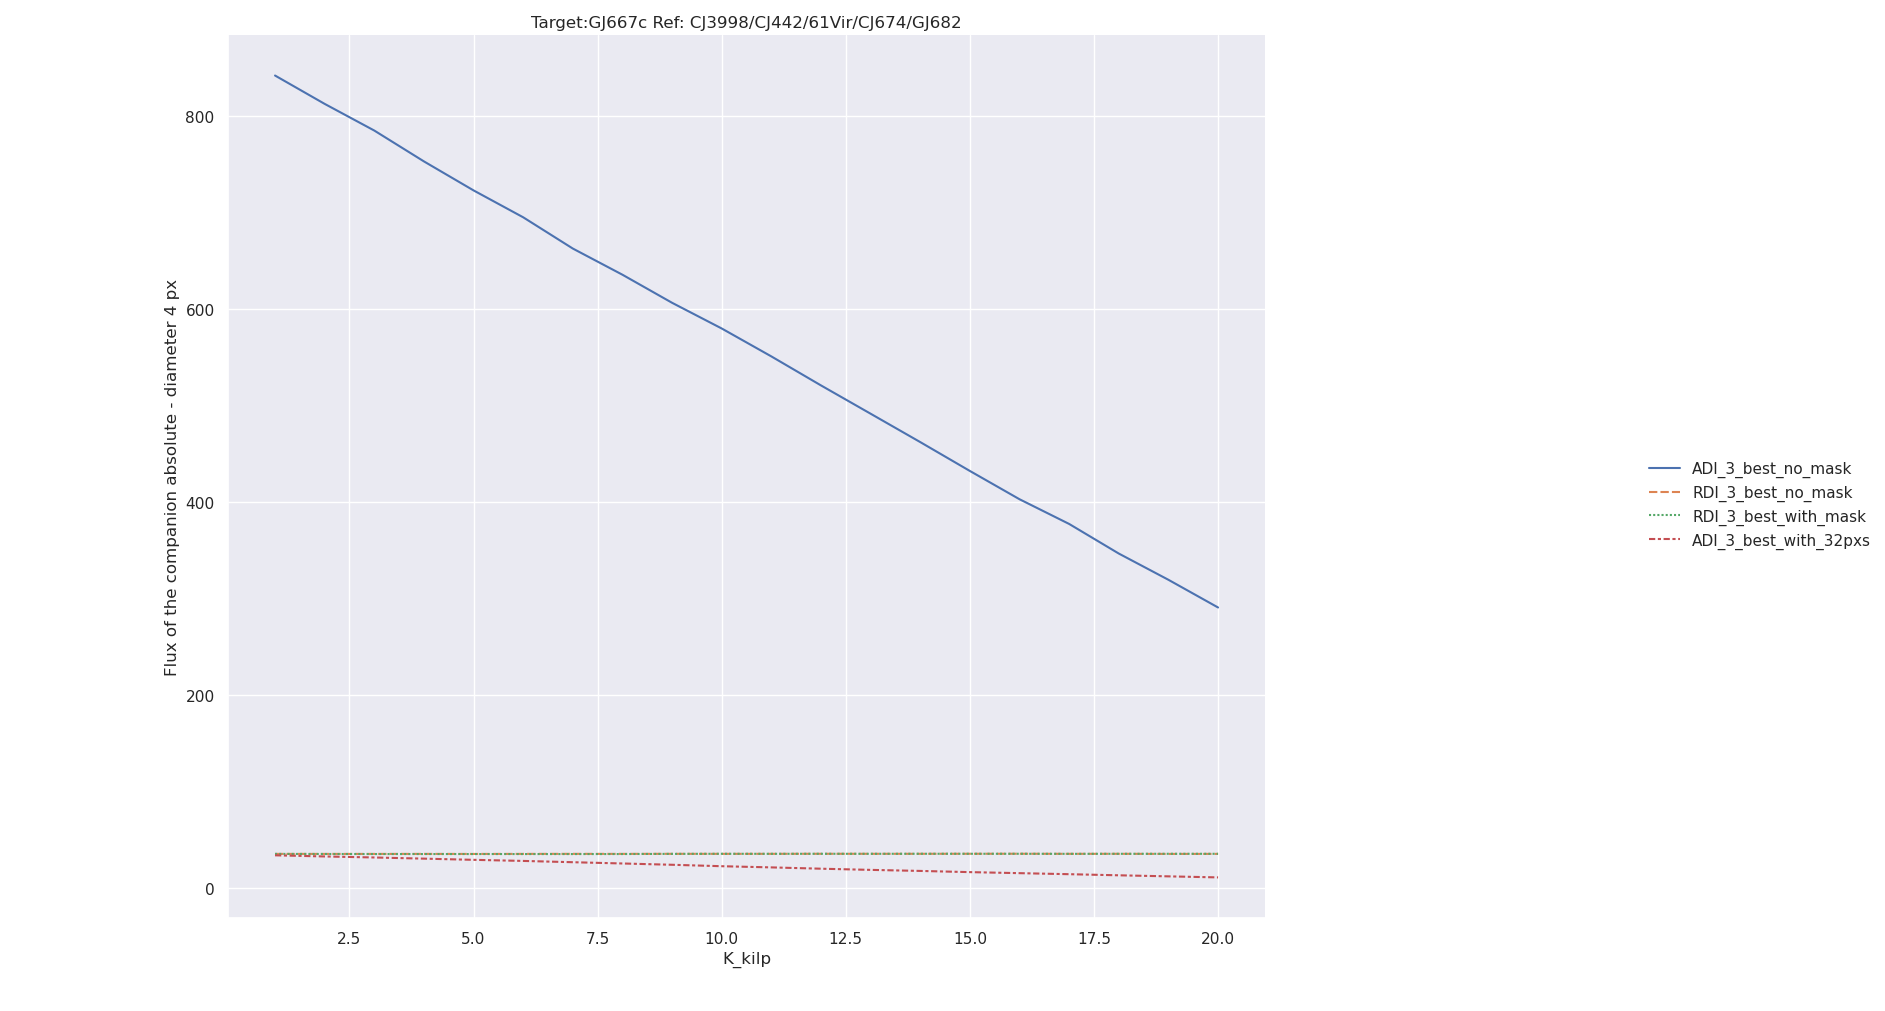 Target:GJ667c Ref: CJ3998/CJ442/61Vir/CJ674/GJ682
Flux of the companion absolute - diameter 4 px
800
600
400
200
0
2.5 5.0 7.5 10.0 12.5 15.0 17.5 20.0
K_kilp
ADI_3_best_no_mask
RDI_3_best_no_mask
RDI_3_best_with_mask
ADI_3_best_with_32pxs